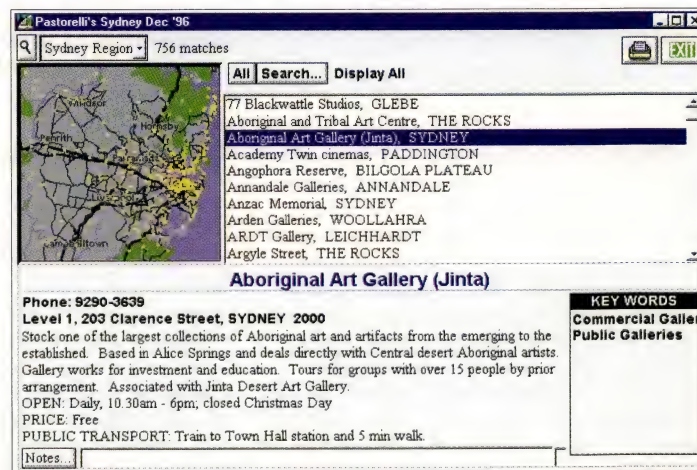 Pastorelli's Sydney Dec '96
Sydney Region 756 matches
EXIT
All Search... Display All
Windsor
Hornsby
Penrith
Parramatta
Liverpool
77 Blackwattle Studios, GLEBE
Aboriginal and Tribal Art Centre, THE ROCKS
Aboriginal Art Gallery (Jinta), SYDNEY
Academy Twin cinemas, PADDINGTON
Angophora Reserve, BILGOLA PLATEAU
Annandale Galleries, ANNANDALE
Anzac Memorial, SYDNEY
Arden Galleries, WOOLLAHRA
ARDT Gallery, LEICHHARDT
Argyle Street, THE ROCKS
Aboriginal Art Gallery (Jinta)
Phone: 9290-3639
Level 1, 203 Clarence Street, SYDNEY 2000
Stock one of the largest collections of Aboriginal art and artifacts from the emerging to the
established. Based in Alice Springs and deals directly with Central desert Aboriginal artists.
Gallery works for investment and education. Tours for groups with over 15 people by prior
arrangement. Associated with Jinta Desert Art Gallery.
OPEN: Daily, 10.30am - 6pm; closed Christmas Day
PRICE: Free
PUBLIC TRANSPORT: Train to Town Hall station and 5 min walk.
KEY WORDS
Commercial Galler
Public Galleries
Notes...